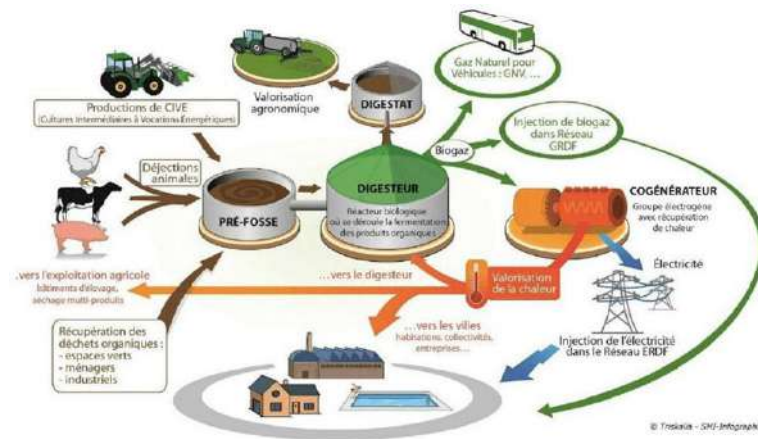 Gaz Naturel pour
Véhicules : GNV, ...
Productions de CIVE
(Cultures Intermédiaires à Vocations Énergétiques)
Valorisation
agronomique
DIGESTAT
Injection de biogaz
dans Réseau
GRDF
Biogaz
Déjections
animales
DIGESTEUR
Réacteur biologique
où se déroule la fermentation
des produits organiques
PRÉ-FOSSE
COGÉNÉRATEUR
Groupe électrogène
avec récupération
de chaleur
...vers l'exploitation agricole
bâtiments d'élevage,
séchage multi-produits
...vers le digesteur
Valorisation
de la chaleur
Électricité
...vers les villes
habitations, collectivités,
entreprises...
Récupération des
déchets organiques :
- espaces verts
- ménagers
- industriels
Injection de l'électricité
dans le Réseau ERDF
© Triskalia - SHJ-Infographie